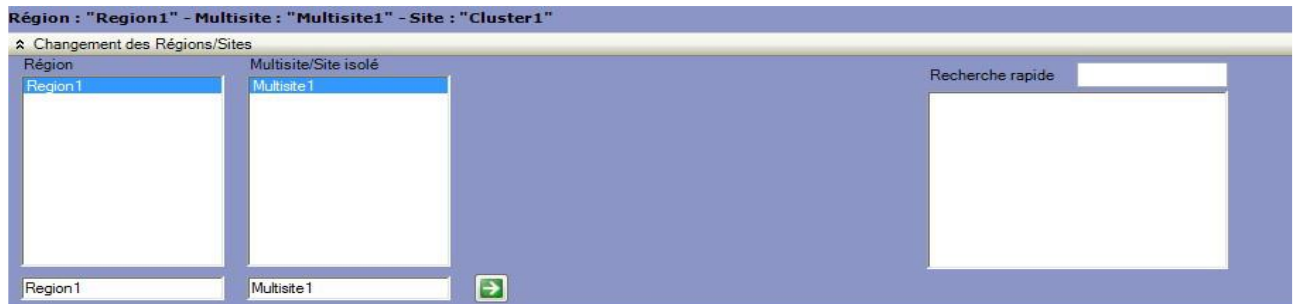 Région : "Region1" - Multisite : "Multisite1" - Site : "Cluster1"
Changement des Régions/Sites
Région
Multisite/Site isolé
Recherche rapide
Region1
Multisite1
Region1
Multisite1